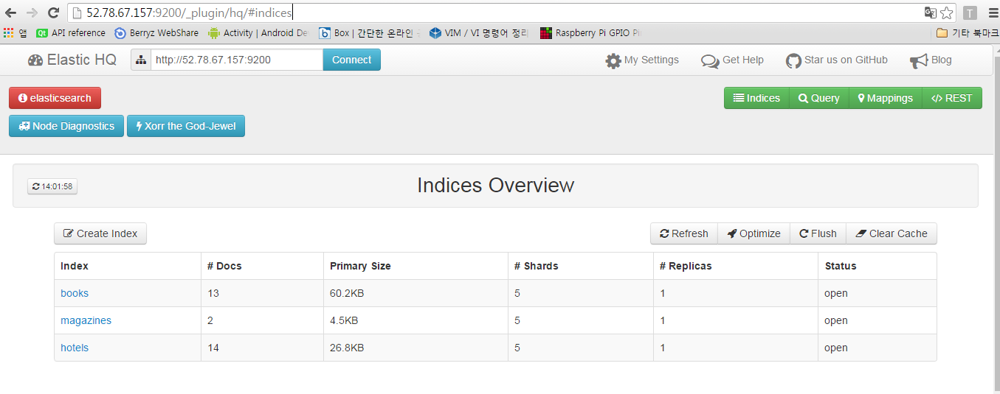 52.78.67.157:9200/_plugin/hq/#indices
앱 API reference Berryz WebShare Activity | Android De Box | 간단한 온라인 VIM / VI 명령어 정리 Raspberry Pi GPIO Pi 기타 북마크
Elastic HQ http://52.78.67.157:9200 Connect My Settings Get Help Star us on GitHub Blog
elasticsearch Indices Query Mappings </> REST
Node Diagnostics Xorr the God-Jewel
14:01:58 Indices Overview
Create Index Refresh Optimize Flush Clear Cache
Index # Docs Primary Size # Shards # Replicas Status
books 13 60.2KB 5 1 open
magazines 2 4.5KB 5 1 open
hotels 14 26.8KB 5 1 open